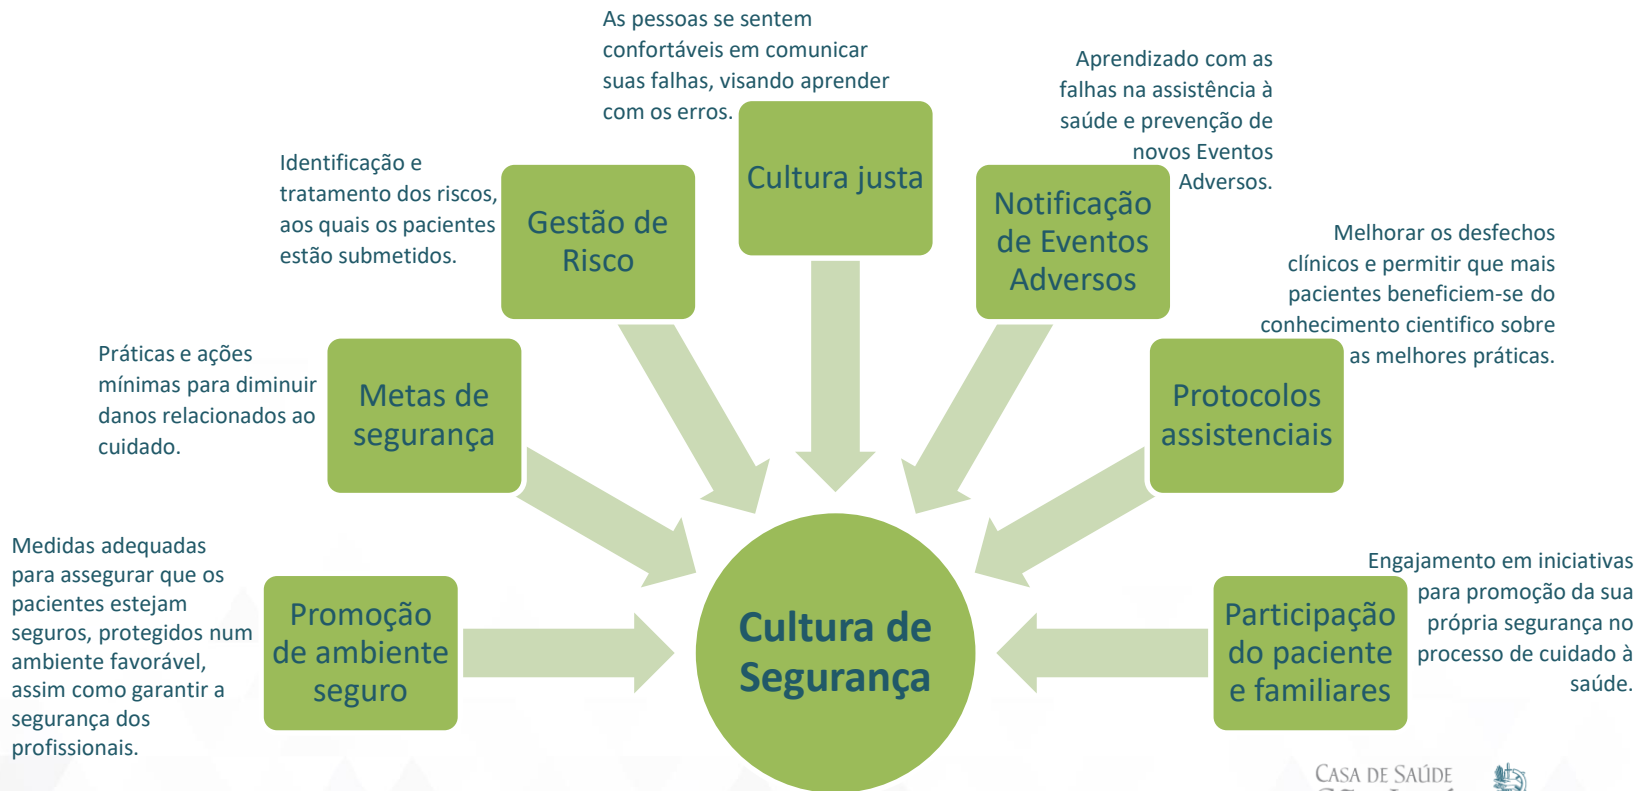 As pessoas se sentem
confortáveis em comunicar
suas falhas, visando aprender
com os erros.
Cultura justa
Aprendizado com as
falhas na assistência à
saúde e prevenção de
novos Eventos
Adversos.
Notificação
de Eventos
Adversos
Identificação e
tratamento dos riscos,
aos quais os pacientes
estão submetidos.
Gestão de
Risco
Melhorar os desfechos
clínicos e permitir que mais
pacientes beneficiem-se do
conhecimento cientifico sobre
as melhores práticas.
Protocolos
assistenciais
Práticas e ações
mínimas para diminuir
danos relacionados ao
cuidado.
Metas de
segurança
Medidas adequadas
para assegurar que os
pacientes estejam
seguros, protegidos num
ambiente favorável,
assim como garantir a
segurança dos
profissionais.
Promoção
de ambiente
seguro
Cultura de
Segurança
Participação
do paciente
e familiares
Engajamento em iniciativas
para promoção da sua
própria segurança no
processo de cuidado à
saúde.
CASA DE SAÚDE